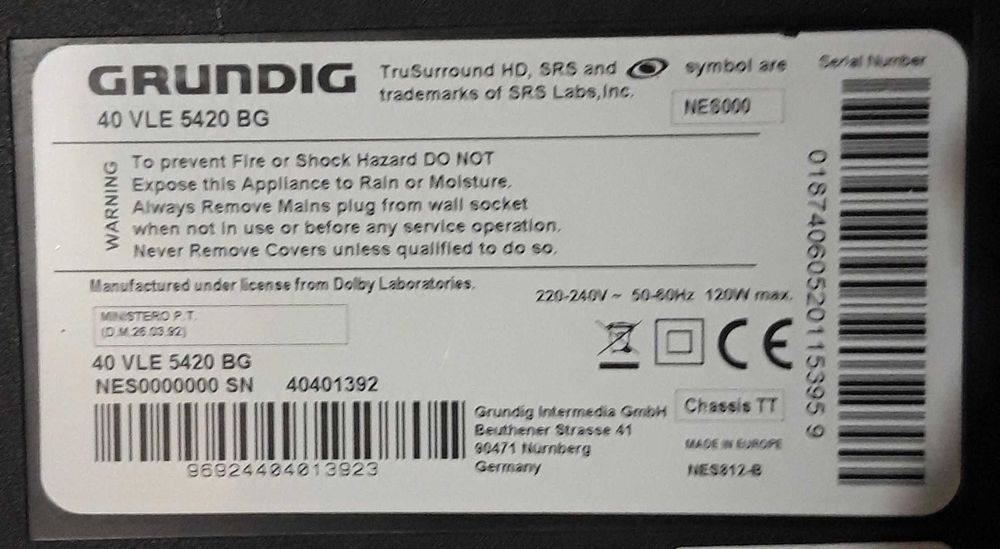 GRUNDIG
40 VLE 5420 BG
TruSurround HD, SRS and symbol are
trademarks of SRS Labs,Inc.
NES000
Serial Number
WARNING
To prevent Fire or Shock Hazard DO NOT
Expose this Appliance to Rain or Moisture.
Always Remove Mains plug from wall socket
when not in use or before any service operation.
Never Remove Covers unless qualified to do so.
Manufactured under license from Dolby Laboratories.
220-240V ~ 50-60Hz 120W max.
MINISTERO P.T.
(D.M.26.03.92)
CE
40 VLE 5420 BG
NES0000000 SN 40401392
96924404013923
Grundig Intermedia GmbH
Beuthener Strasse 41
90471 Nürnberg
Germany
Chassis TT
MADE IN EUROPE
NES812-B
01874060520115395 9